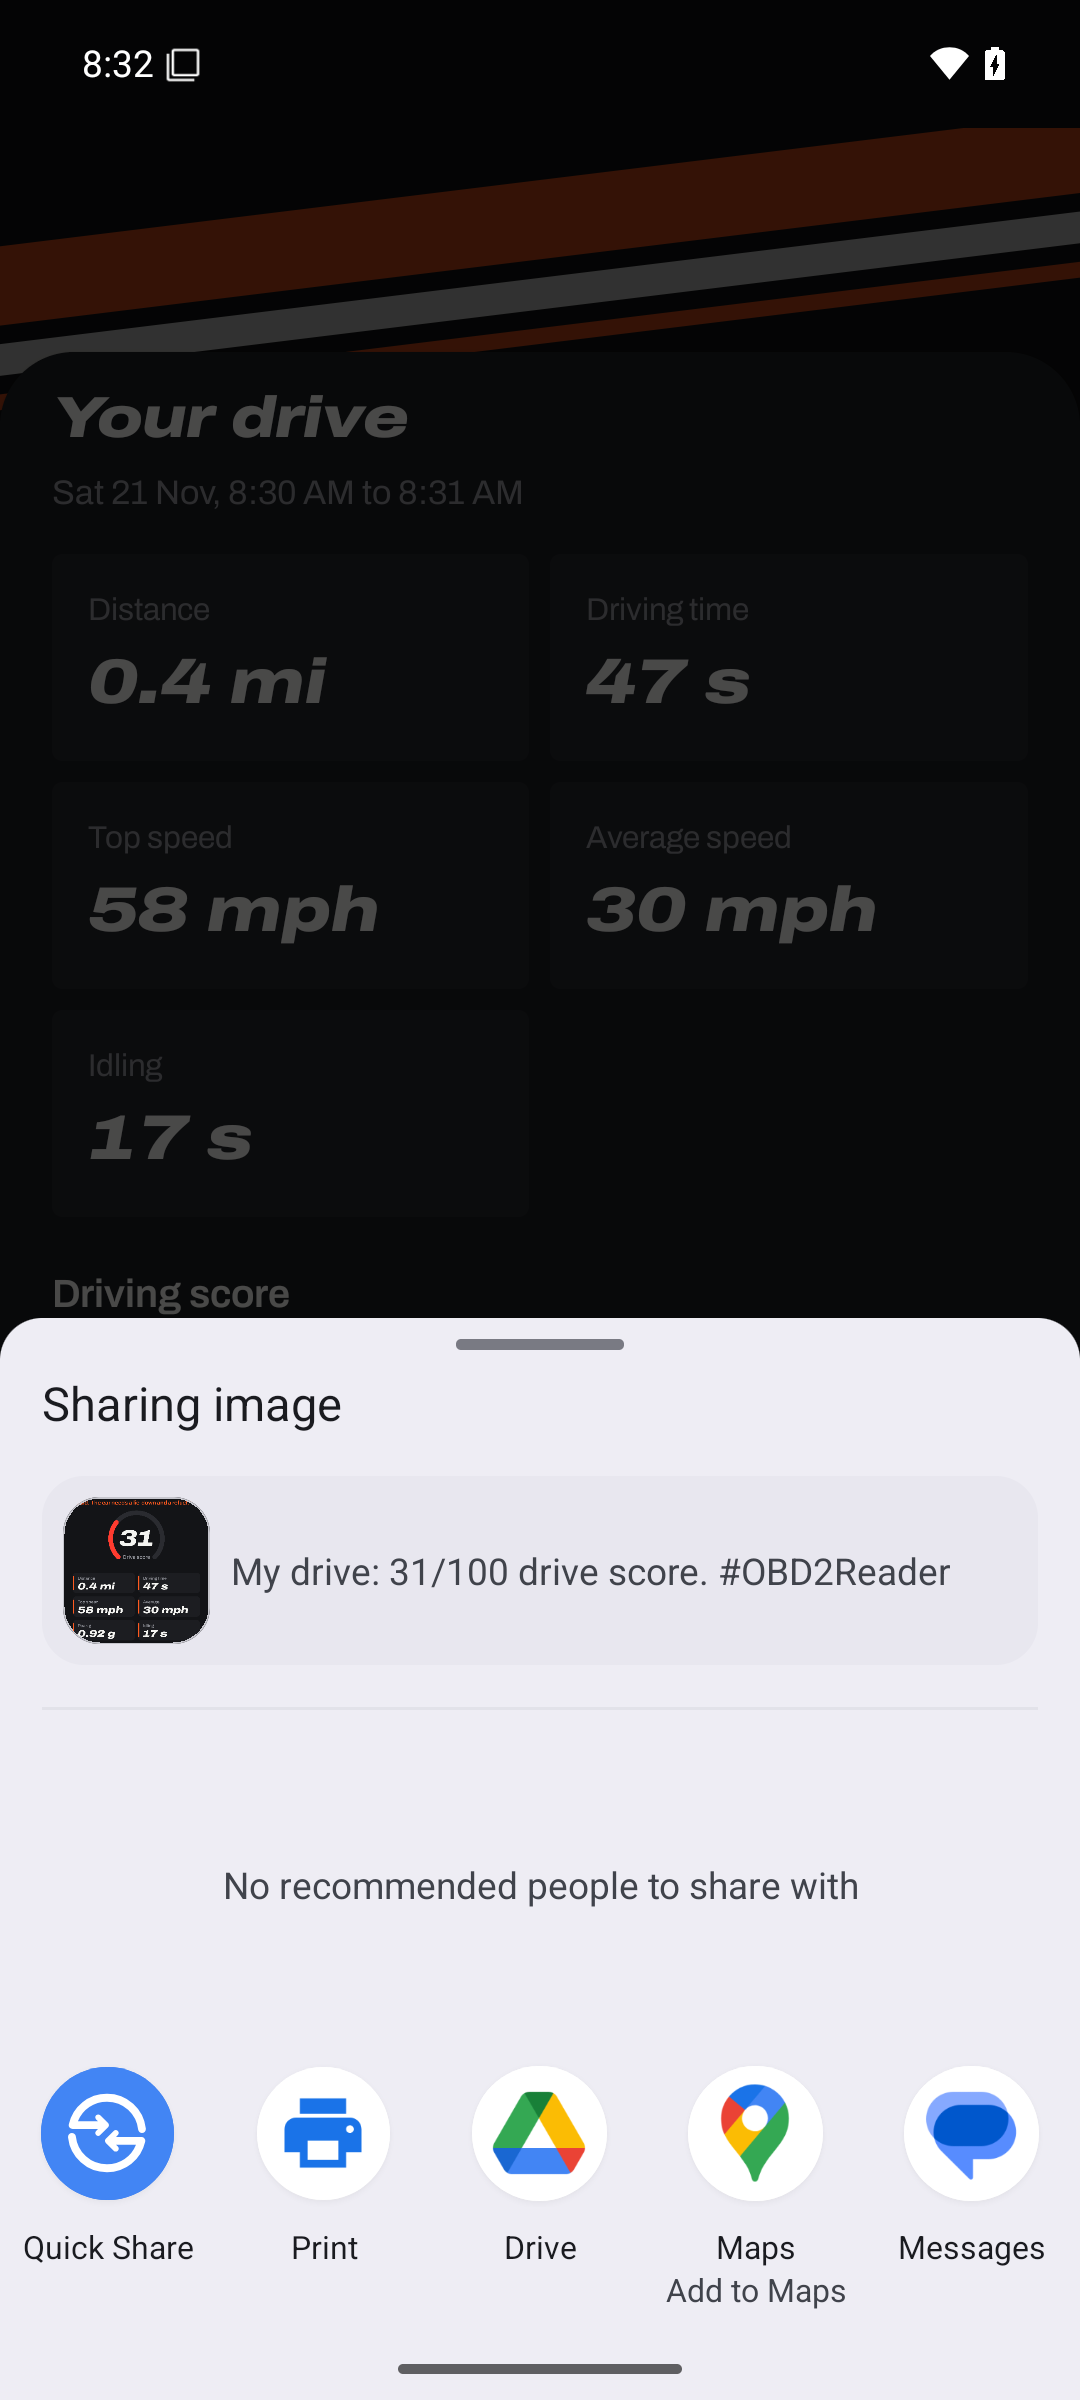 8:32
Your drive
Sat 21 Nov, 8:30 AM to 8:31 AM
Distance
Driving time
0.4 mi
47 s
Top speed
Average speed
58 mph
30 mph
Idling
17 s
Driving score
Sharing image
31
Drive score
0.4 mi
47 s
58 mph
30 mph
0.92 g
17 s
My drive: 31/100 drive score. #OBD2Reader
No recommended people to share with
Quick Share
Print
Drive
Maps
Messages
Add to Maps